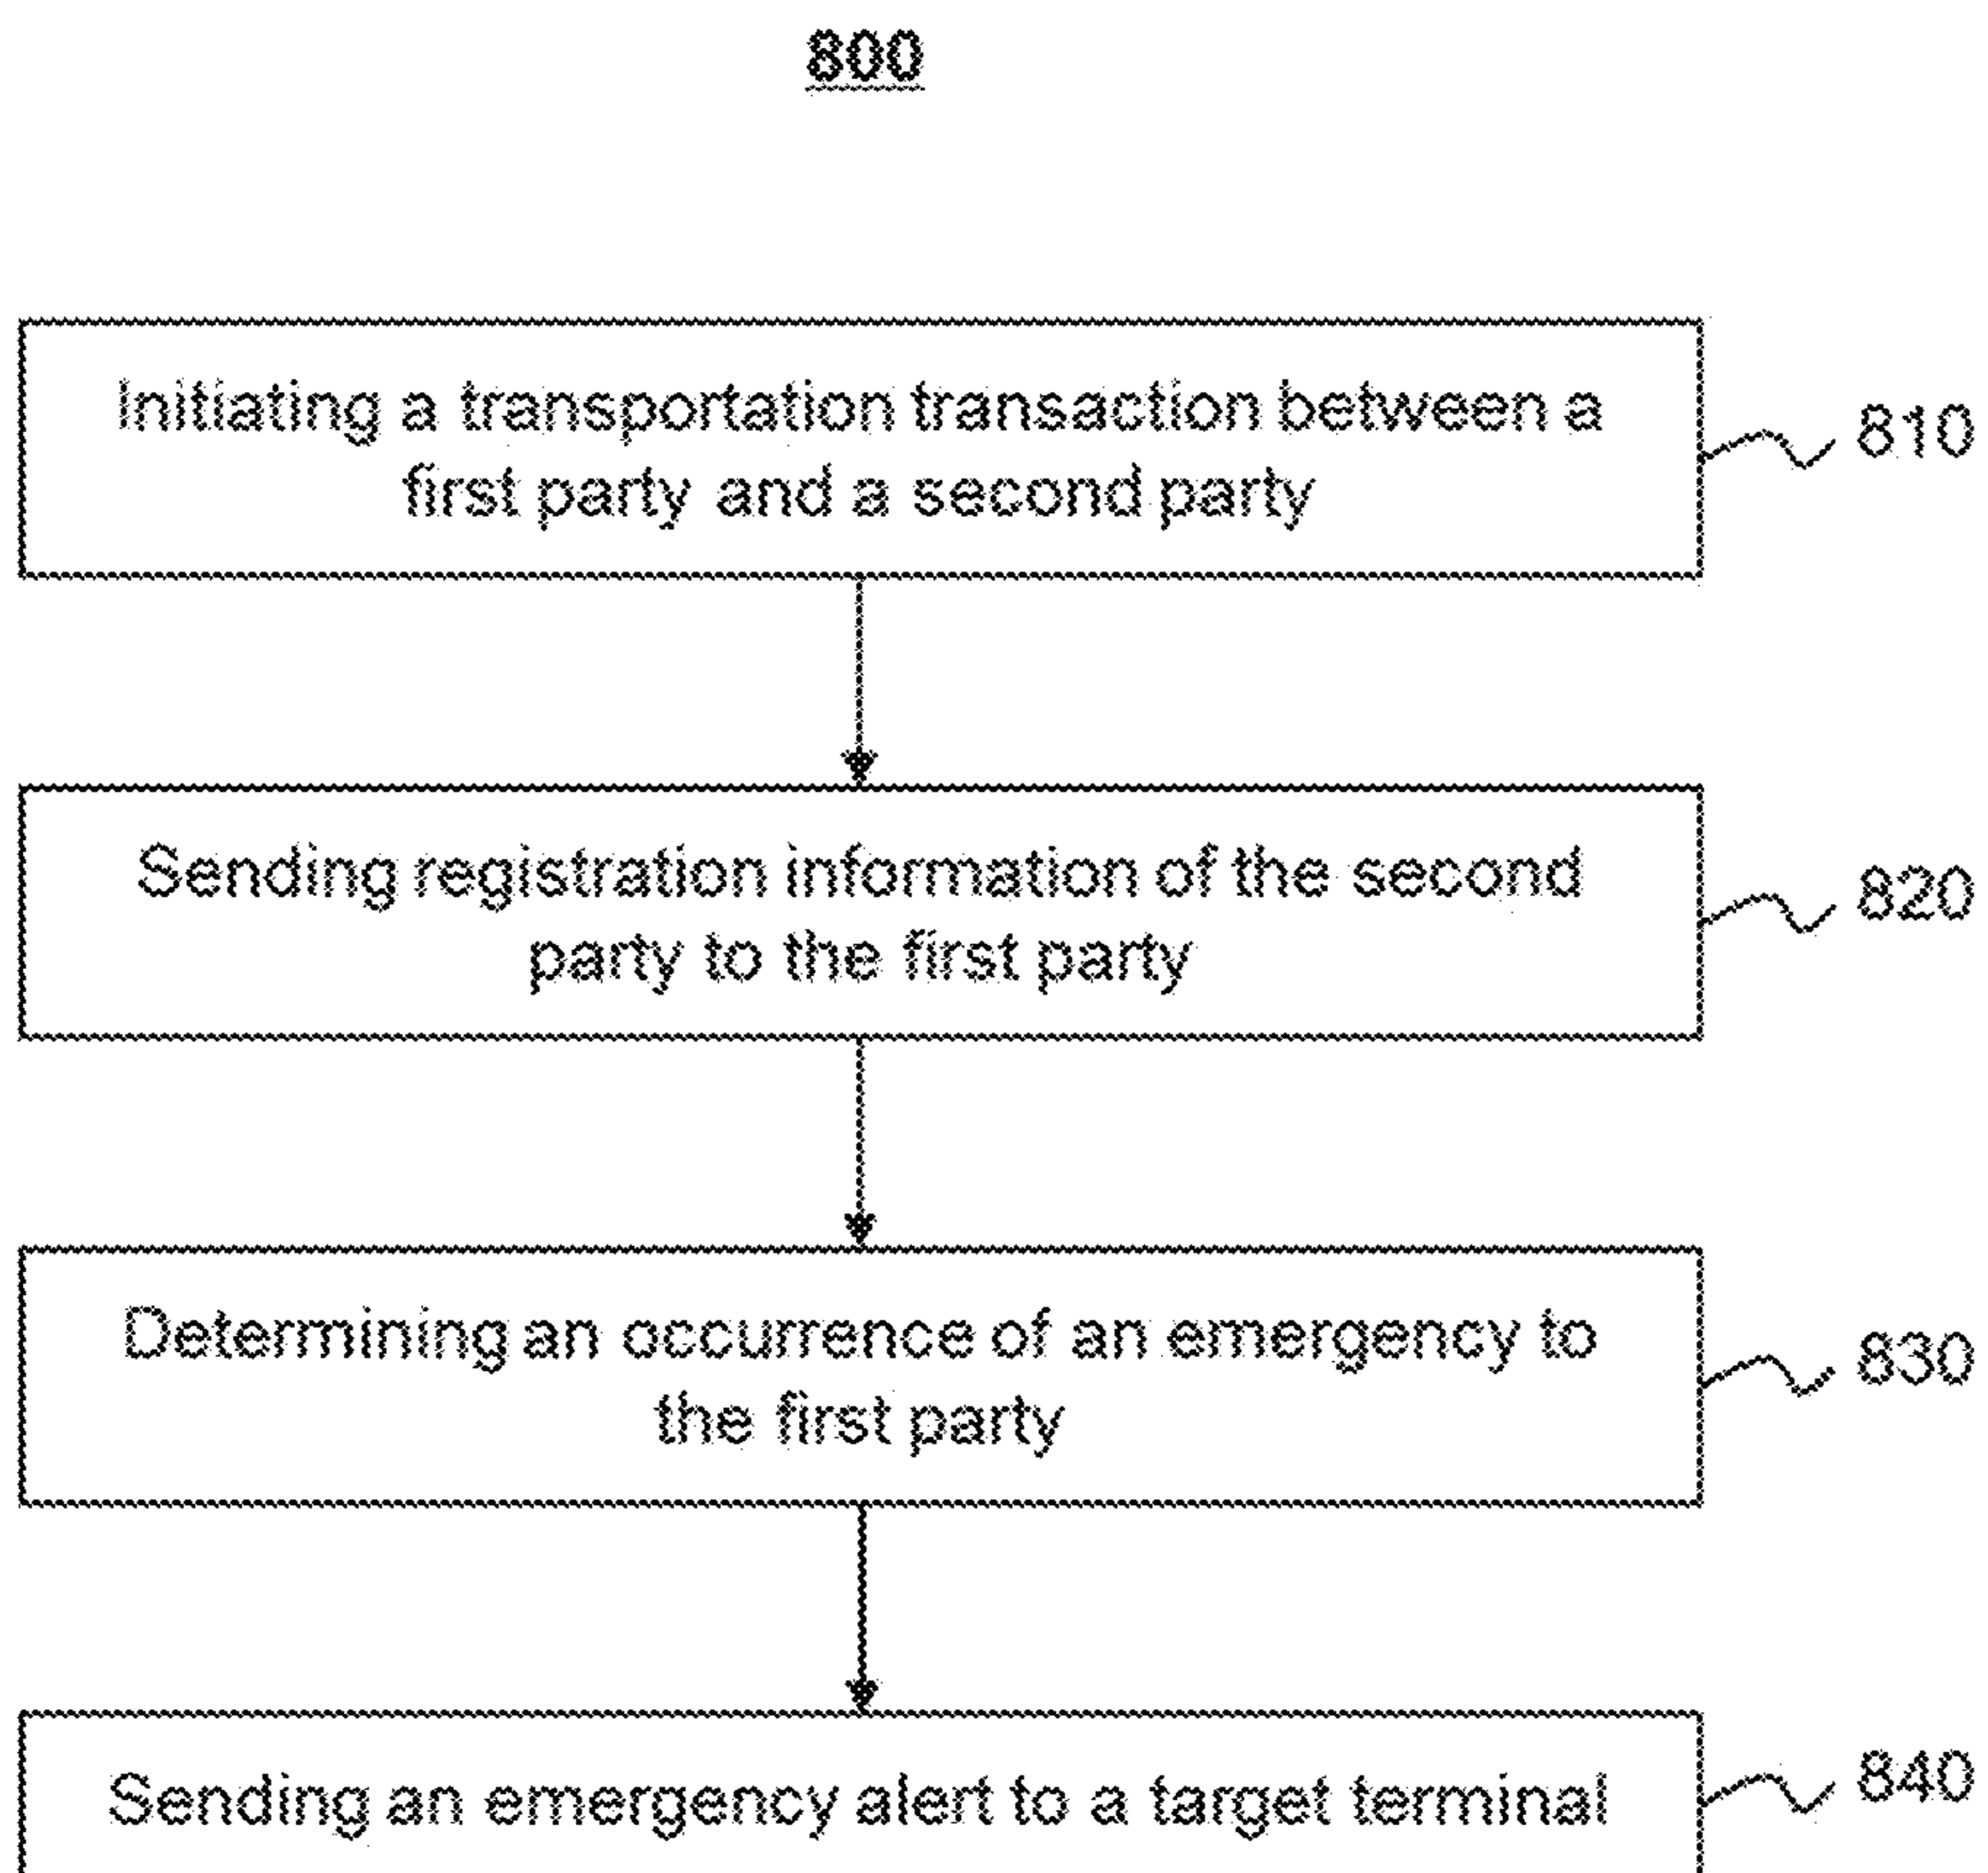 800
Initiating a transportation transaction between a
first party and a second party
810
Sending registration information of the second
party to the first party
820
Determining an occurrence of an emergency to
the first party
830
Sending an emergency alert to a target terminal
840